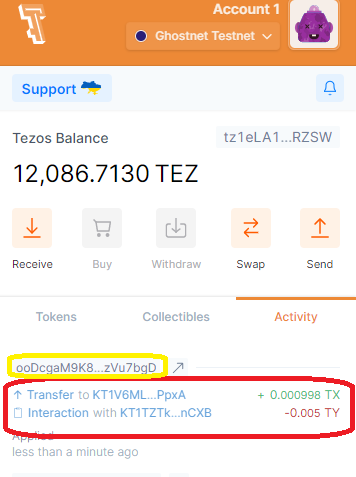 Account 1
Ghostnet Testnet
Support
Tezos Balance
tz1eLA1...RZSW
12,086.7130 TEZ
Receive
Buy
Withdraw
Swap
Send
Tokens
Collectibles
Activity
ooDcgaM9K8...zVu7bgD
Transfer to KT1V6ML...PpxA
+ 0.000998 TX
Interaction with KT1TZTk...nCXB
-0.005 TY
Applied
less than a minute ago